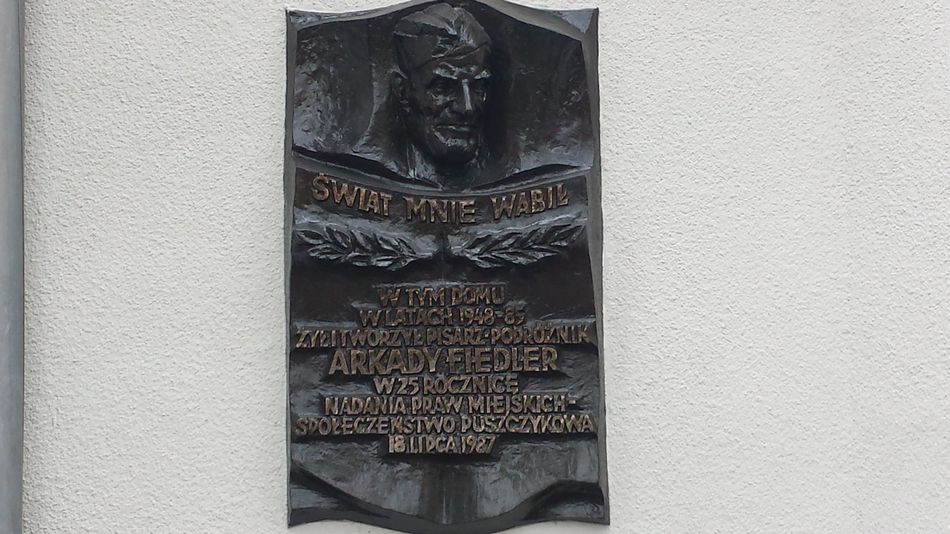 ŚWIAT MNIE WABIŁ
W TYM DOMU
W LATACH 1948-85
ŻYŁ I TWORZYŁ PISARZ-PODRÓŻNIK
ARKADY FIEDLER
W 25 ROCZNICĘ
NADANIA PRAW MIEJSKICH-
SPOŁECZEŃSTWO PUSZCZYKOWA
18 LIPCA 1987